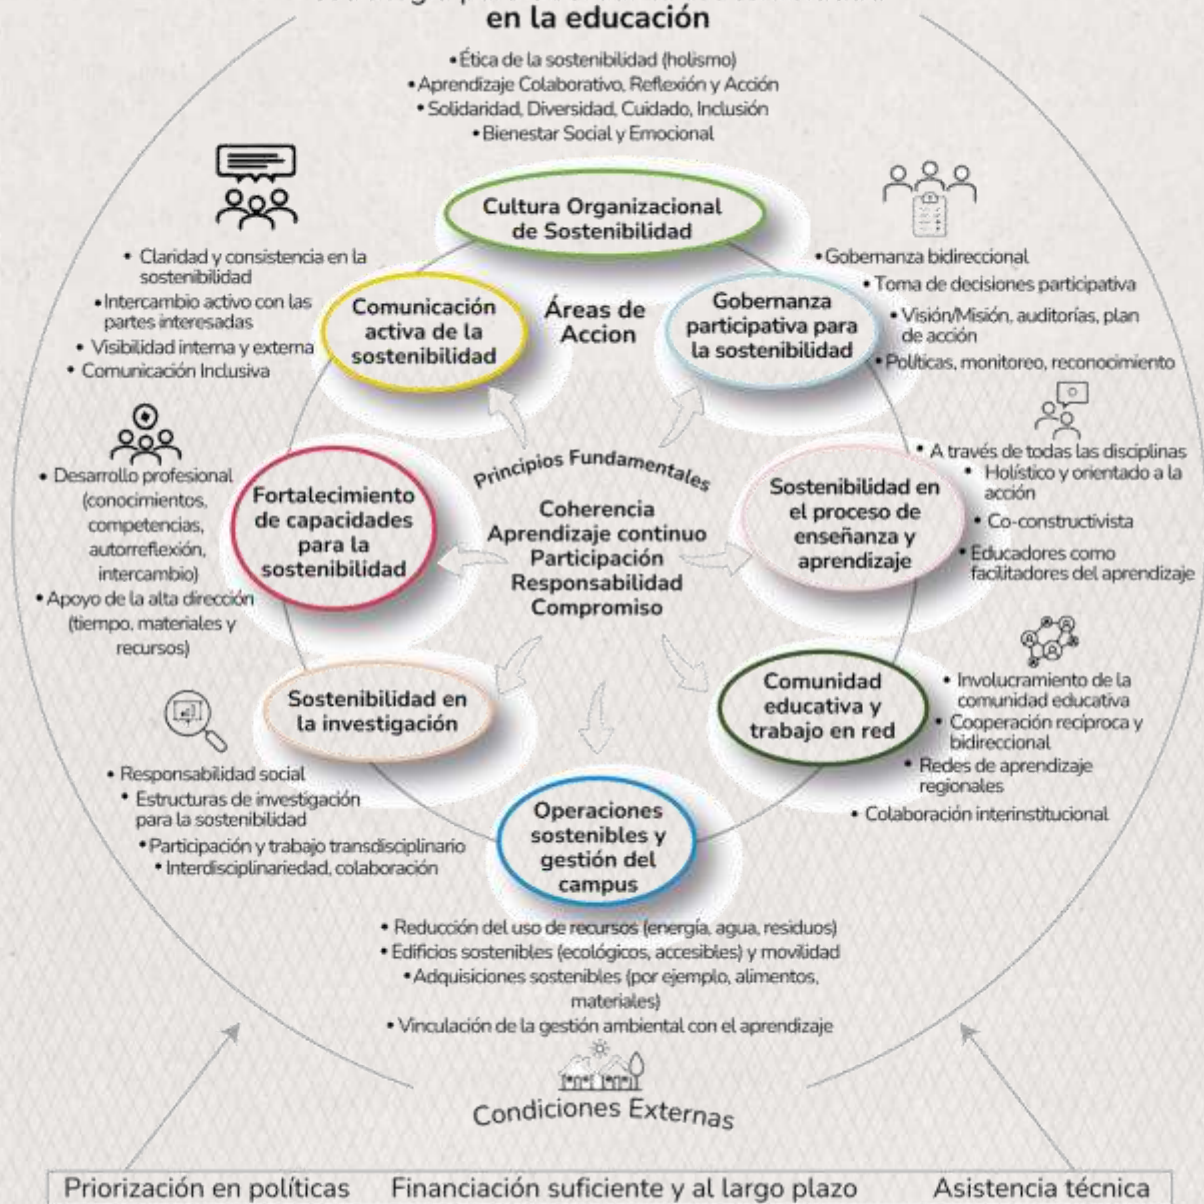 en la educación
• Ética de la sostenibilidad (holismo)
• Aprendizaje Colaborativo, Reflexión y Acción
• Solidaridad, Diversidad, Cuidado, Inclusión
• Bienestar Social y Emocional
Cultura Organizacional
de Sostenibilidad
• Claridad y consistencia en la
sostenibilidad
• Intercambio activo con las
partes interesadas
• Visibilidad interna y externa
• Comunicación Inclusiva
Comunicación
activa de la
sostenibilidad
Áreas de
Accion
Gobernanza
participativa para
la sostenibilidad
• Gobernanza bidireccional
• Toma de decisiones participativa
• Visión/Misión, auditorías, plan
de acción
• Políticas, monitoreo, reconocimiento
• Desarrollo profesional
(conocimientos,
competencias,
autorreflexión,
intercambio)
• Apoyo de la alta dirección
(tiempo, materiales y
recursos)
Fortalecimiento
de capacidades
para la
sostenibilidad
Principios Fundamentales
Coherencia
Aprendizaje continuo
Participación
Responsabilidad
Compromiso
Sostenibilidad en
el proceso de
enseñanza y
aprendizaje
• A través de todas las disciplinas
• Holístico y orientado a la
acción
• Co-constructivista
• Educadores como
facilitadores del aprendizaje
Sostenibilidad en
la investigación
• Responsabilidad social
• Estructuras de investigación
para la sostenibilidad
• Participación y trabajo transdisciplinario
• Interdisciplinariedad, colaboración
Comunidad
educativa y
trabajo en red
• Involucramiento de la
comunidad educativa
• Cooperación recíproca y
bidireccional
• Redes de aprendizaje
regionales
• Colaboración interinstitucional
Operaciones
sostenibles y
gestión del
campus
• Reducción del uso de recursos (energía, agua, residuos)
• Edificios sostenibles (ecológicos, accesibles) y movilidad
• Adquisiciones sostenibles (por ejemplo, alimentos,
materiales)
• Vinculación de la gestión ambiental con el aprendizaje
Condiciones Externas
Priorización en políticas
Financiación suficiente y al largo plazo
Asistencia técnica